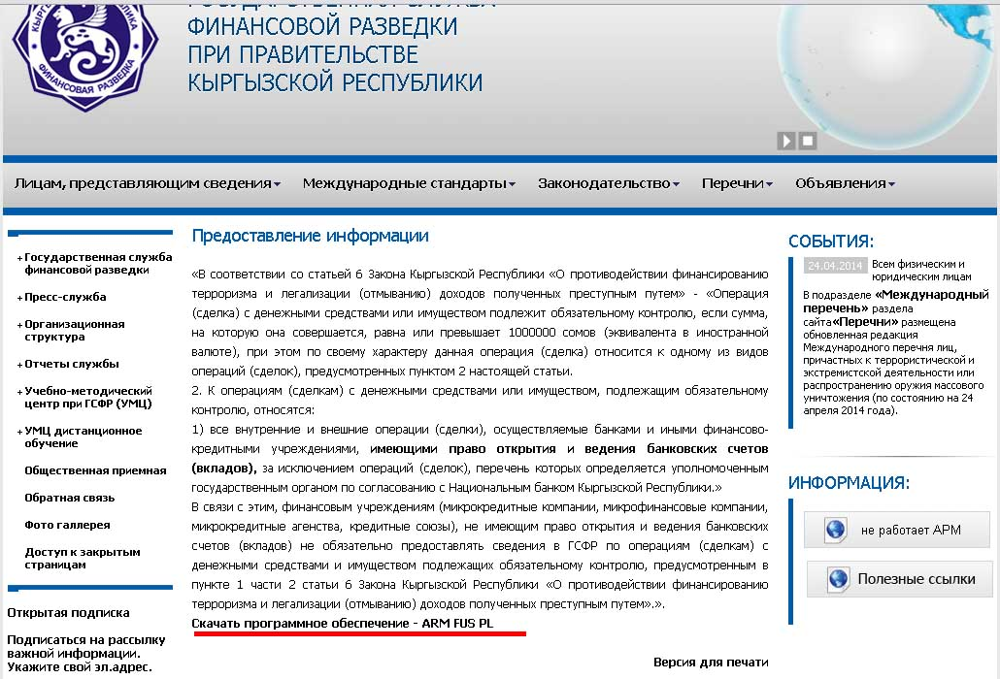 КЫРГЫЗ
РЕСПУБЛИКА
ФИНАНСОВАЯ РАЗВЕДКА
ГОСУДАРСТВЕННАЯ СЛУЖБА
ФИНАНСОВОЙ РАЗВЕДКИ
ПРИ ПРАВИТЕЛЬСТВЕ
КЫРГЫЗСКОЙ РЕСПУБЛИКИ
Лицам, представляющим сведения Международные стандарты Законодательство Перечни Объявления
+ Государственная служба
финансовой разведки
+ Пресс-служба
+ Организационная
структура
+ Отчеты службы
+ Учебно-методический
центр при ГСФР (УМЦ)
+ УМЦ дистанционное
обучение
Общественная приемная
Обратная связь
Фото галлерея
Доступ к закрытым
страницам
Открытая подписка
Подписаться на рассылку
важной информации.
Укажите свой эл.адрес.
Предоставление информации
«В соответствии со статьей 6 Закона Кыргызской Республики «О противодействии финансированию
терроризма и легализации (отмыванию) доходов полученных преступным путем» - «Операция
(сделка) с денежными средствами или имуществом подлежит обязательному контролю, если сумма,
на которую она совершается, равна или превышает 1000000 сомов (эквивалента в иностранной
валюте), при этом по своему характеру данная операция (сделка) относится к одному из видов
операций (сделок), предусмотренных пунктом 2 настоящей статьи.
2. К операциям (сделкам) с денежными средствами или имуществом, подлежащим обязательному
контролю, относятся:
1) все внутренние и внешние операции (сделки), осуществляемые банками и иными финансово-
кредитными учреждениями, имеющими право открытия и ведения банковских счетов
(вкладов), за исключением операций (сделок), перечень которых определяется уполномоченным
государственным органом по согласованию с Национальным банком Кыргызской Республики.»
В связи с этим, финансовым учреждениям (микрокредитные компании, микрофинансовые компании,
микрокредитные агенства, кредитные союзы), не имеющим право открытия и ведения банковских
счетов (вкладов) не обязательно предоставлять сведения в ГСФР по операциям (сделкам) с
денежными средствами и имуществом подлежащих обязательному контролю, предусмотренным в
пункте 1 части 2 статьи 6 Закона Кыргызской Республики «О противодействии финансированию
терроризма и легализации (отмыванию) доходов полученных преступным путем».».
Скачать программное обеспечение - ARM FUS PL
Версия для печати
СОБЫТИЯ:
24.04.2014 Всем физическим и
юридическим лицам
В подразделе «Международный
перечень» раздела
сайта«Перечни» размещена
обновленная редакция
Международного перечня лиц,
причастных к террористической и
экстремистской деятельности или
распространению оружия массового
уничтожения (по состоянию на 24
апреля 2014 года).
ИНФОРМАЦИЯ:
не работает АРМ
Полезные ссылки